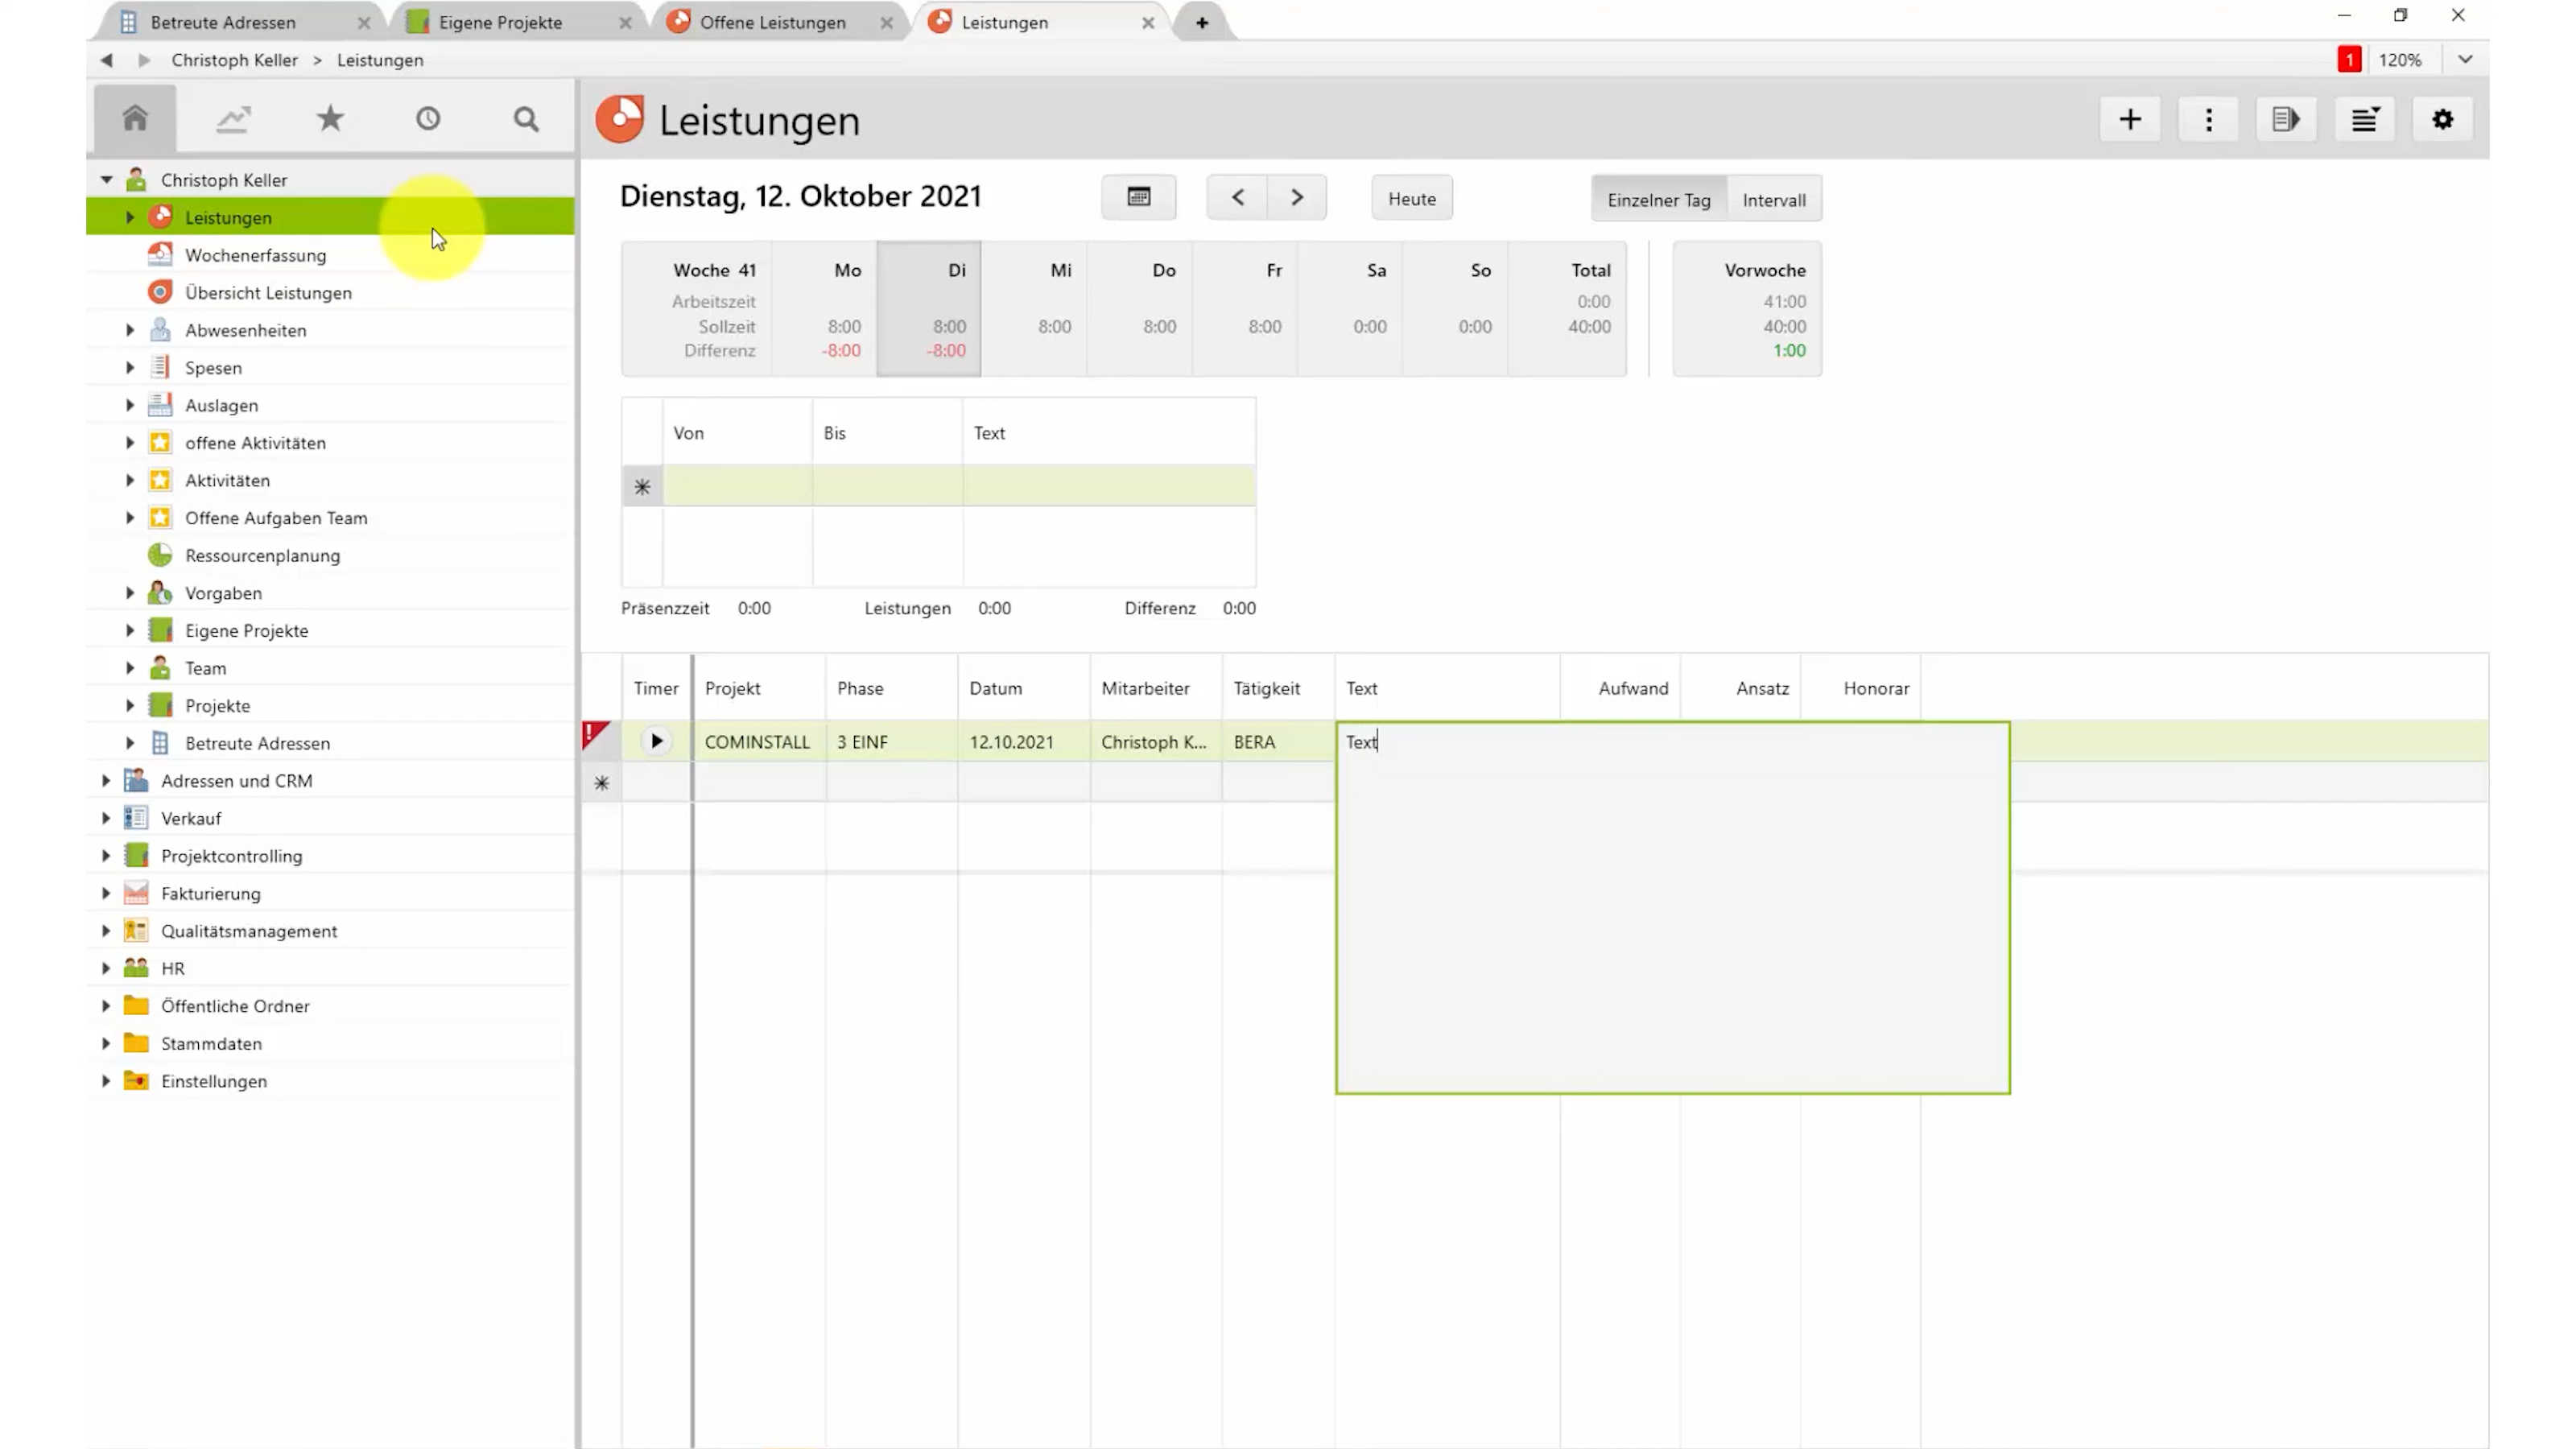 Betreute Adressen Eigene Projekte Offene Leistungen Leistungen
Christoph Keller > Leistungen 1 120%
Leistungen
Christoph Keller
Leistungen
Wochenerfassung
Übersicht Leistungen
Abwesenheiten
Spesen
Auslagen
offene Aktivitäten
Aktivitäten
Offene Aufgaben Team
Ressourcenplanung
Vorgaben
Eigene Projekte
Team
Projekte
Betreute Adressen
Adressen und CRM
Verkauf
Projektcontrolling
Fakturierung
Qualitätsmanagement
HR
Öffentliche Ordner
Stammdaten
Einstellungen
Dienstag, 12. Oktober 2021 Heute Einzelner Tag Intervall
Woche 41 Mo Di Mi Do Fr Sa So Total Vorwoche
Arbeitszeit 0:00 41:00
Sollzeit 8:00 8:00 8:00 8:00 8:00 0:00 0:00 40:00 40:00
Differenz -8:00 -8:00 1:00
Von Bis Text
Präsenzzeit 0:00 Leistungen 0:00 Differenz 0:00
Timer Projekt Phase Datum Mitarbeiter Tätigkeit Text Aufwand Ansatz Honorar
COMINSTALL 3 EINF 12.10.2021 Christoph K... BERA Text